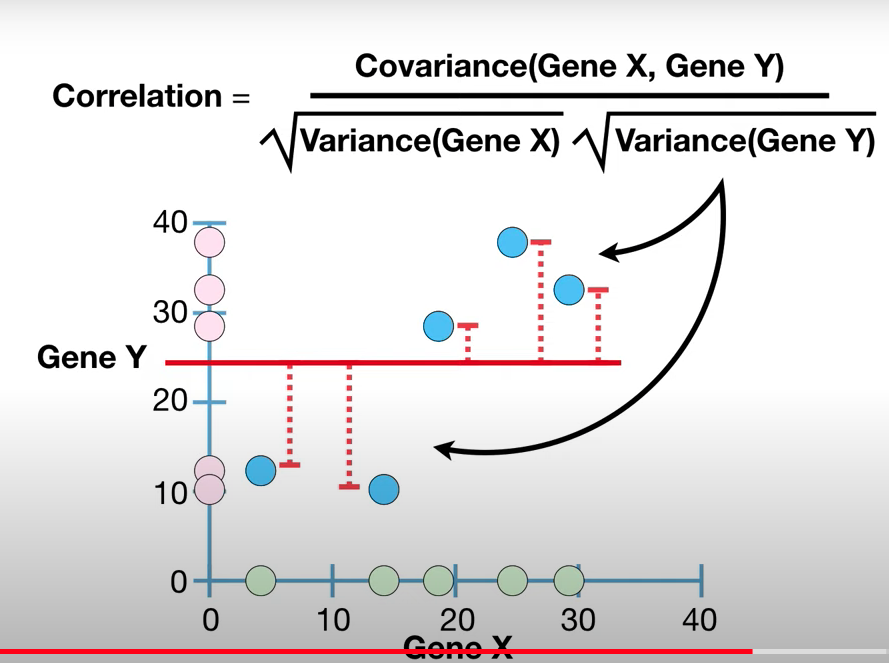 Covariance(Gene X, Gene Y)
Correlation =
√Variance(Gene X) √Variance(Gene Y)
40
30
Gene Y
20
10
0
0 10 20 30 40
Gene X